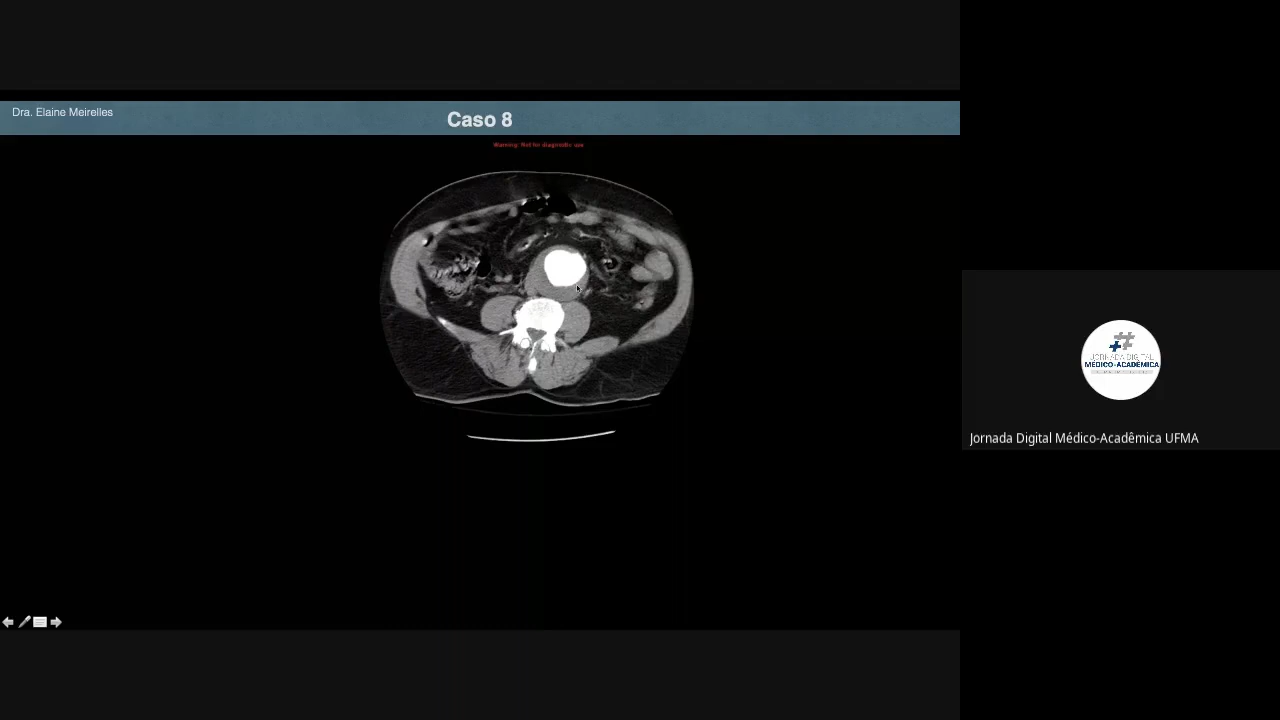 Dra. Elaine Meirelles
Caso 8
Warning: Not for diagnostic use
JORNADA DIGITAL
MÉDICO-ACADÊMICA
Jornada Digital Médico-Acadêmica UFMA